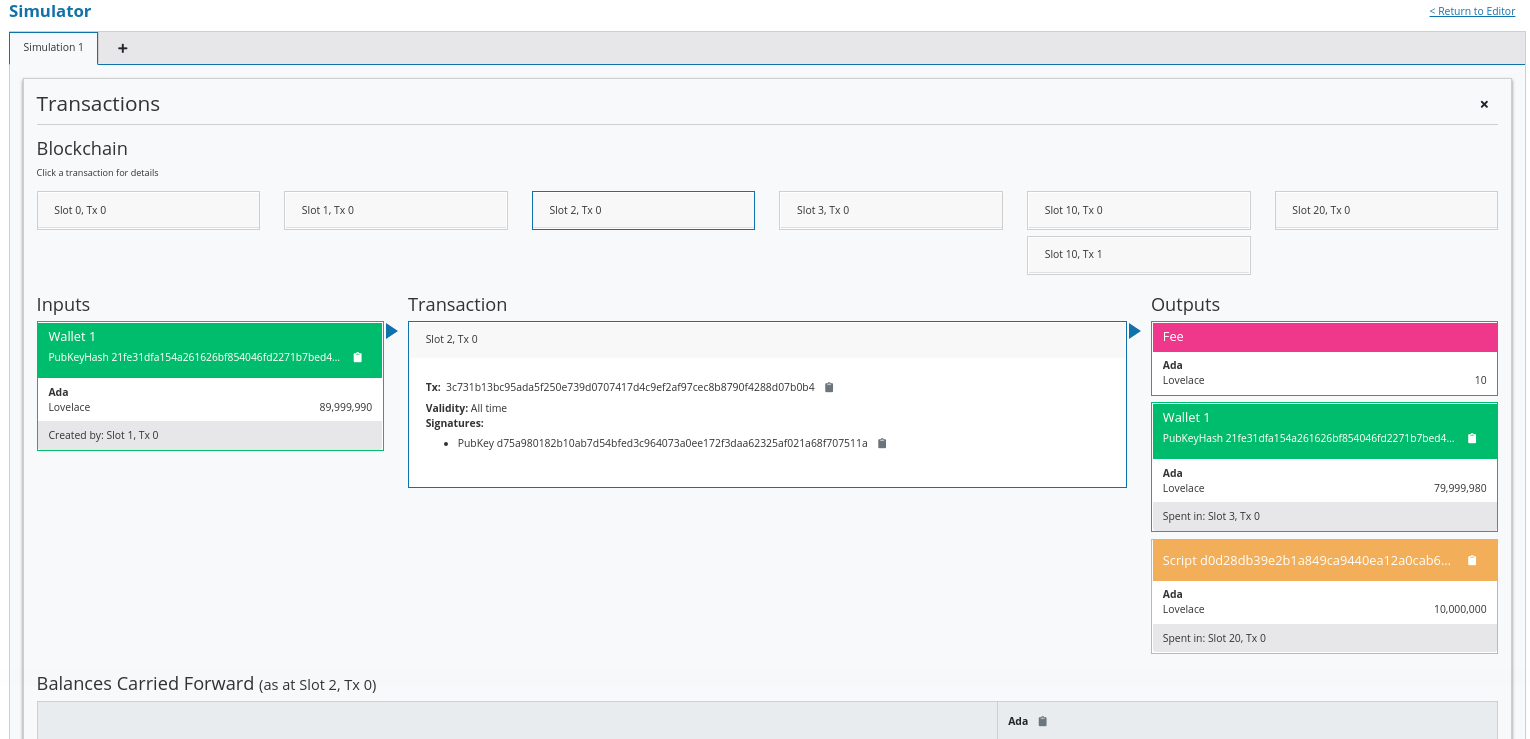 Simulator
< Return to Editor
Simulation 1
+
Transactions
×
Blockchain
Click a transaction for details
Slot 0, Tx 0
Slot 1, Tx 0
Slot 2, Tx 0
Slot 3, Tx 0
Slot 10, Tx 0
Slot 20, Tx 0
Slot 10, Tx 1
Inputs
Wallet 1
PubKeyHash 21fe31dfa154a261626bf854046fd2271b7bed4...
Ada
Lovelace 89,999,990
Created by: Slot 1, Tx 0
Transaction
Slot 2, Tx 0
Tx: 3c731b13bc95ada5f250e739d0707417d4c9ef2af97cec8b8790f4288d07b0b4
Validity: All time
Signatures:
• PubKey d75a980182b10ab7d54bfed3c964073a0ee172f3daa62325af021a68f707511a
Outputs
Fee
Ada
Lovelace 10
Wallet 1
PubKeyHash 21fe31dfa154a261626bf854046fd2271b7bed4...
Ada
Lovelace 79,999,980
Spent in: Slot 3, Tx 0
Script d0d28db39e2b1a849ca9440ea12a0cab6...
Ada
Lovelace 10,000,000
Spent in: Slot 20, Tx 0
Balances Carried Forward (as at Slot 2, Tx 0)
Ada